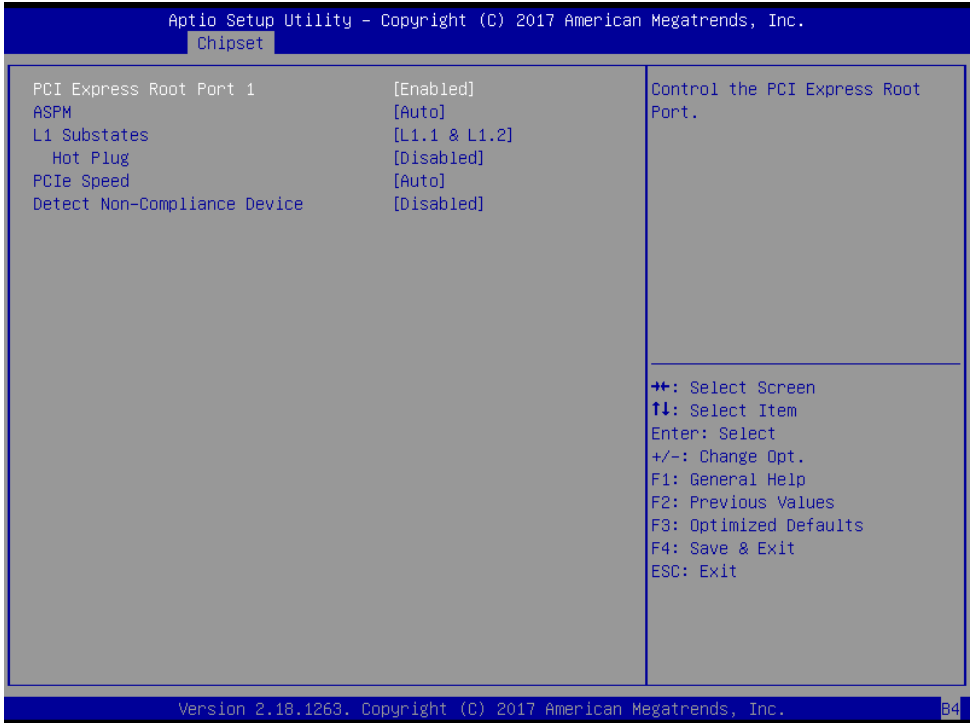 Aptio Setup Utility – Copyright (C) 2017 American Megatrends, Inc.
Chipset
PCI Express Root Port 1 [Enabled]
ASPM [Auto]
L1 Substates [L1.1 & L1.2]
Hot Plug [Disabled]
PCIe Speed [Auto]
Detect Non-Compliance Device [Disabled]
Control the PCI Express Root
Port.
→←: Select Screen
↑↓: Select Item
Enter: Select
+/-: Change Opt.
F1: General Help
F2: Previous Values
F3: Optimized Defaults
F4: Save & Exit
ESC: Exit
Version 2.18.1263. Copyright (C) 2017 American Megatrends, Inc.
B4